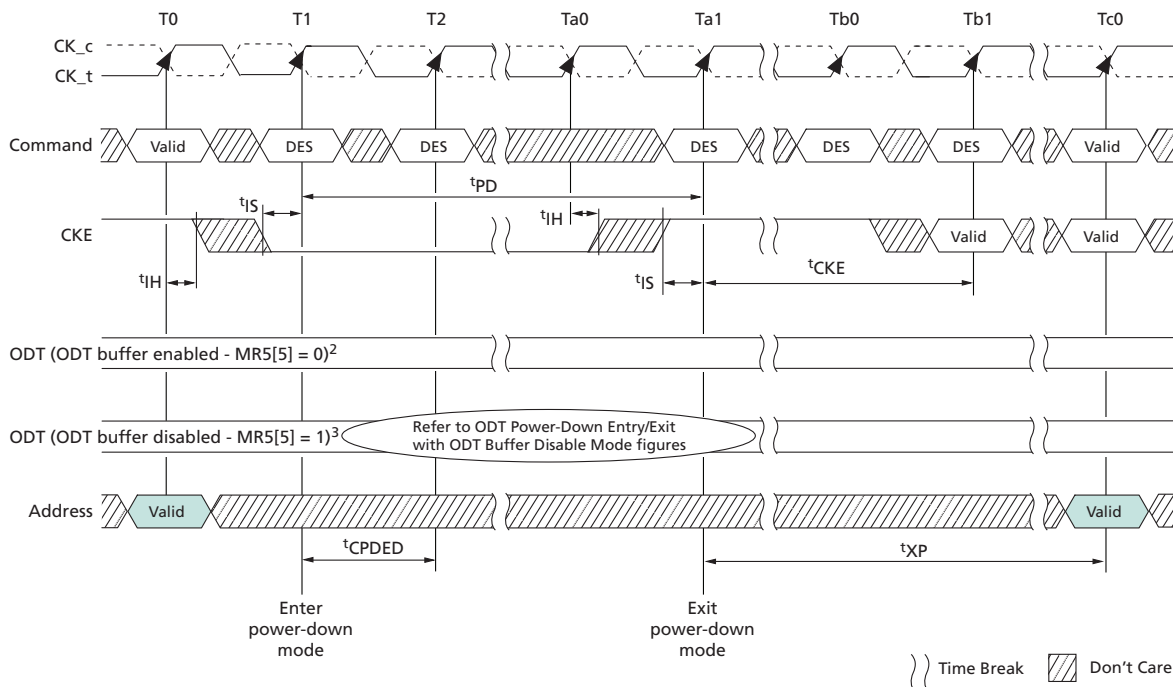 T0 T1 T2 Ta0 Ta1 Tb0 Tb1 Tc0
CK_c
CK_t
Command Valid DES DES DES DES DES Valid
tPD
tIS
tIH
CKE Valid Valid
tCKE
tIH
tIS
ODT (ODT buffer enabled - MR5[5] = 0)2
ODT (ODT buffer disabled - MR5[5] = 1)3
Refer to ODT Power-Down Entry/Exit
with ODT Buffer Disable Mode figures
Address Valid Valid
tCPDED
tXP
Enter
power-down
mode
Exit
power-down
mode
Time Break Don't Care